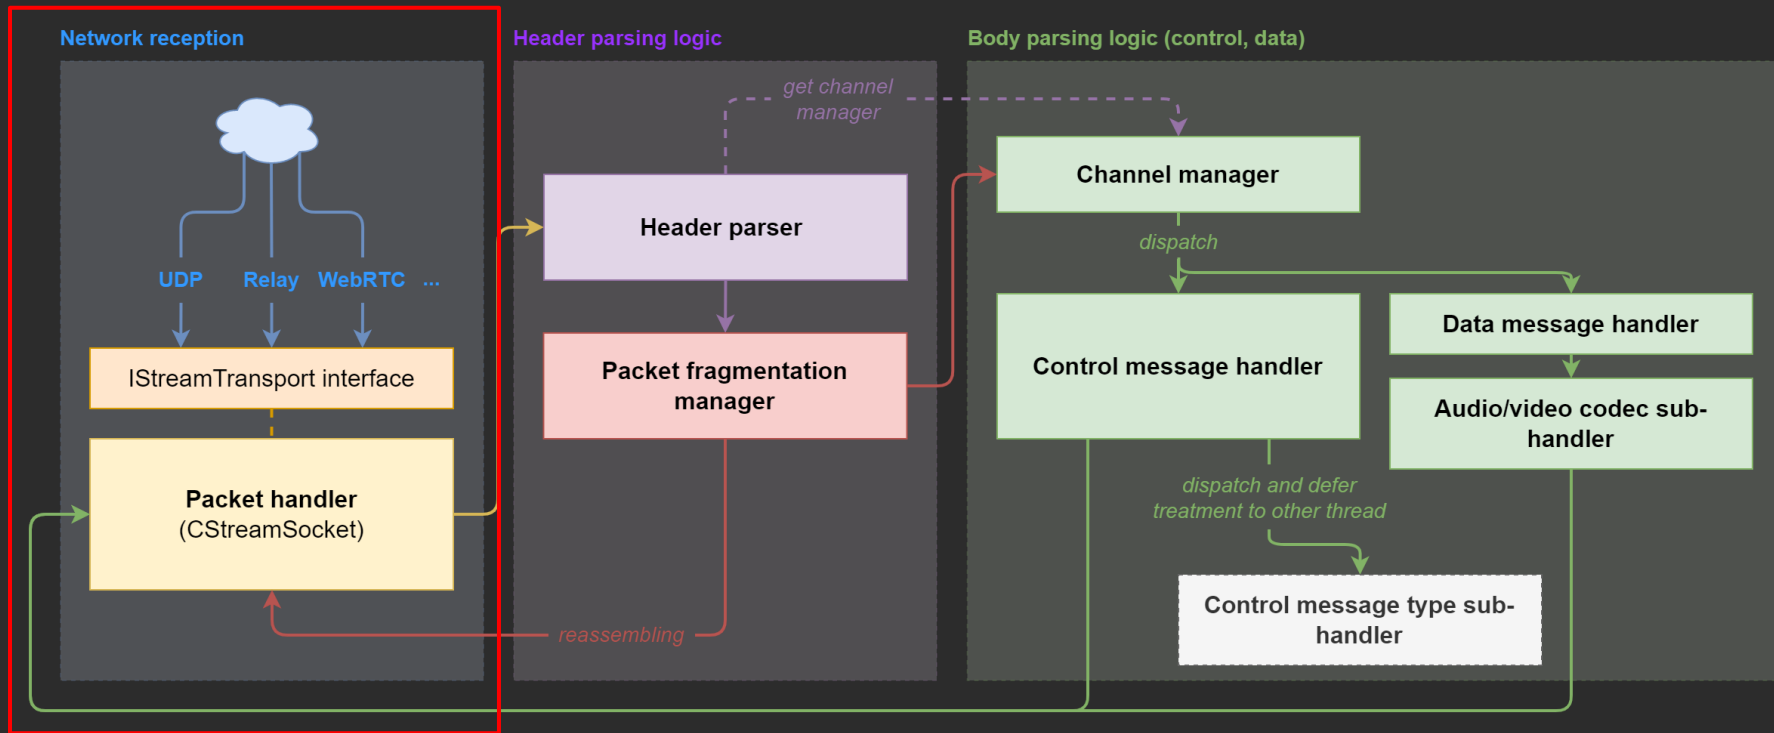 Network reception
UDP
Relay
WebRTC
...
IStreamTransport interface
Packet handler
(CStreamSocket)
Header parsing logic
get channel
manager
Header parser
Packet fragmentation
manager
reassembling
Body parsing logic (control, data)
Channel manager
dispatch
Control message handler
Data message handler
Audio/video codec sub-
handler
dispatch and defer
treatment to other thread
Control message type sub-
handler